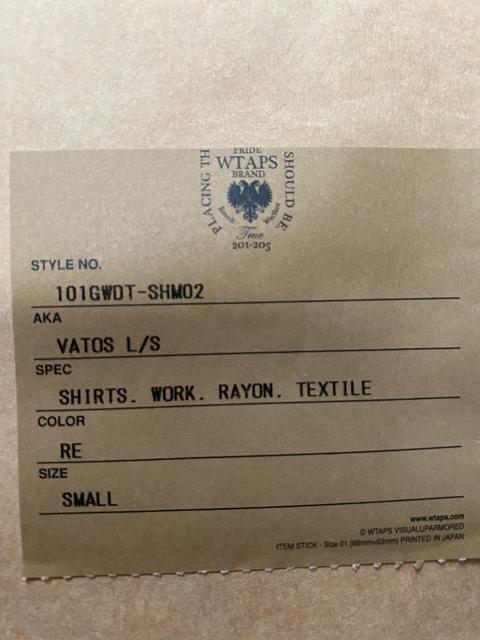 PLACING TH
SHOULD BE.
PRIDE
WTAPS
BRAND
True
201-205
STYLE NO.
101GWDT-SHM02
AKA
VATOS L/S
SPEC
SHIRTS. WORK. RAYON. TEXTILE
COLOR
RE
SIZE
SMALL
www.wtaps.com
© WTAPS VISUALUPARMORED
ITEM STICK - Size 01 (66mm×63mm) PRINTED IN JAPAN